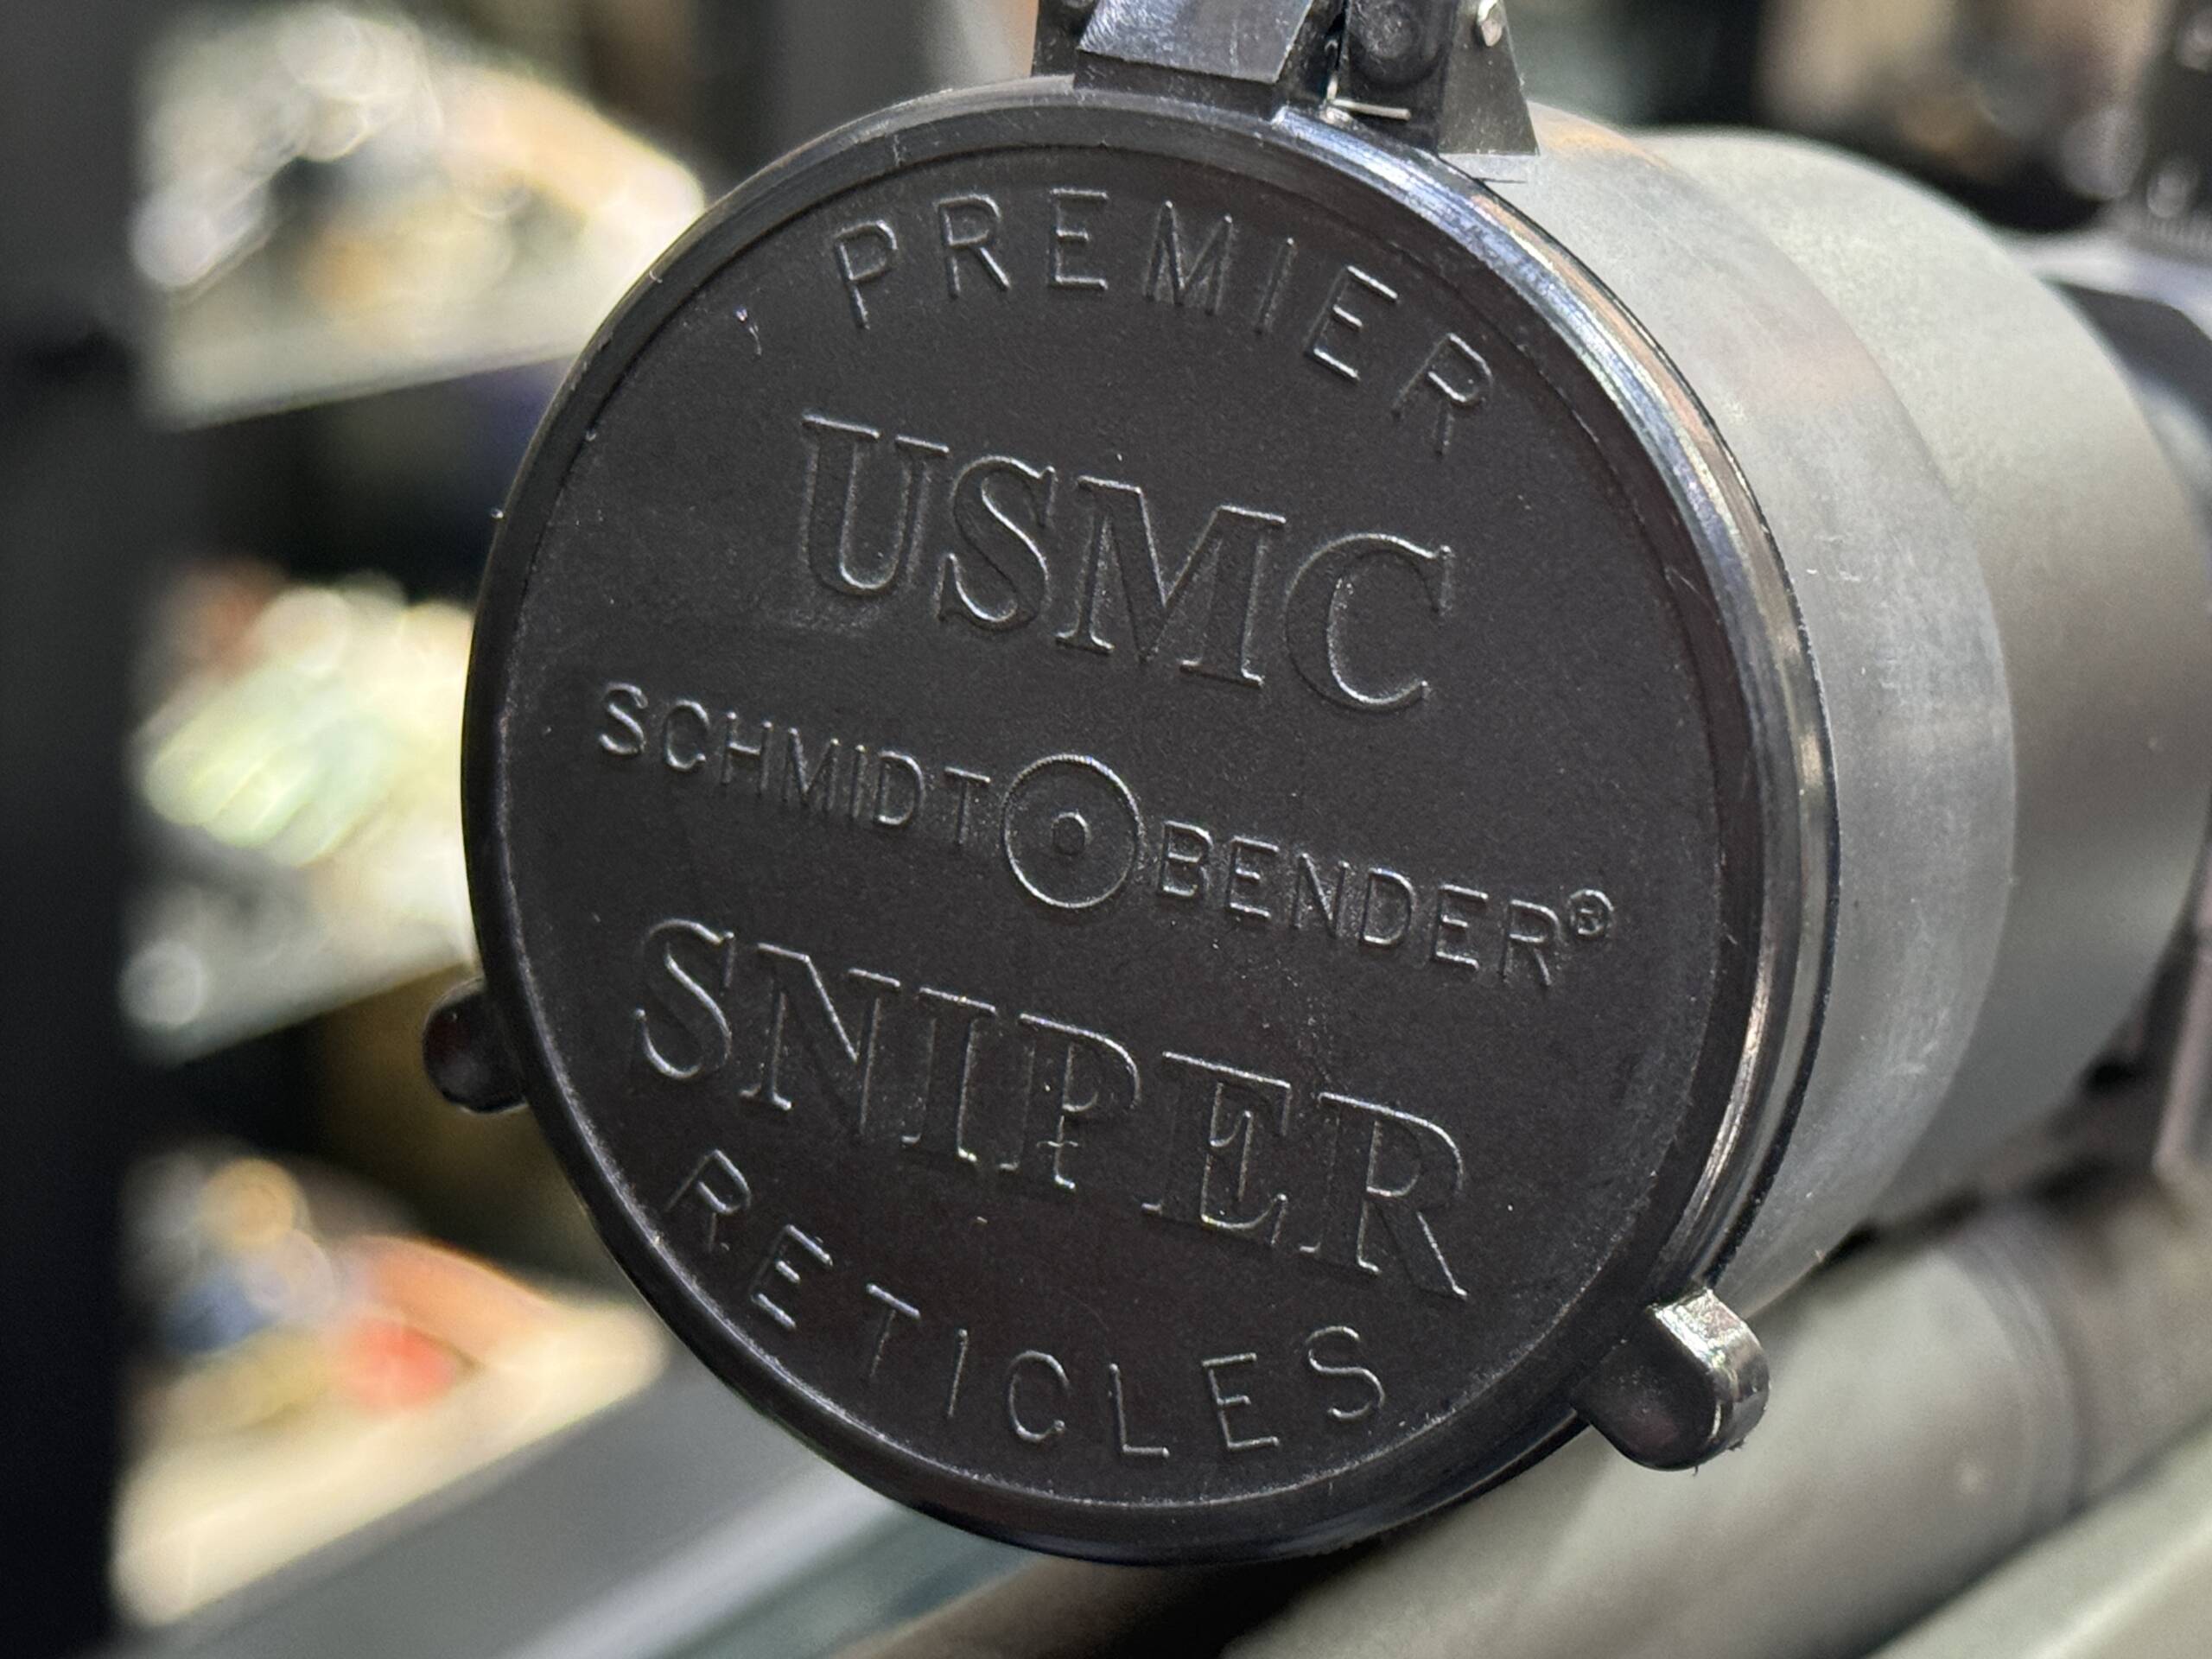 PREMIER
USMC
SCHMIDT BENDER®
SNIPER
RETICLES